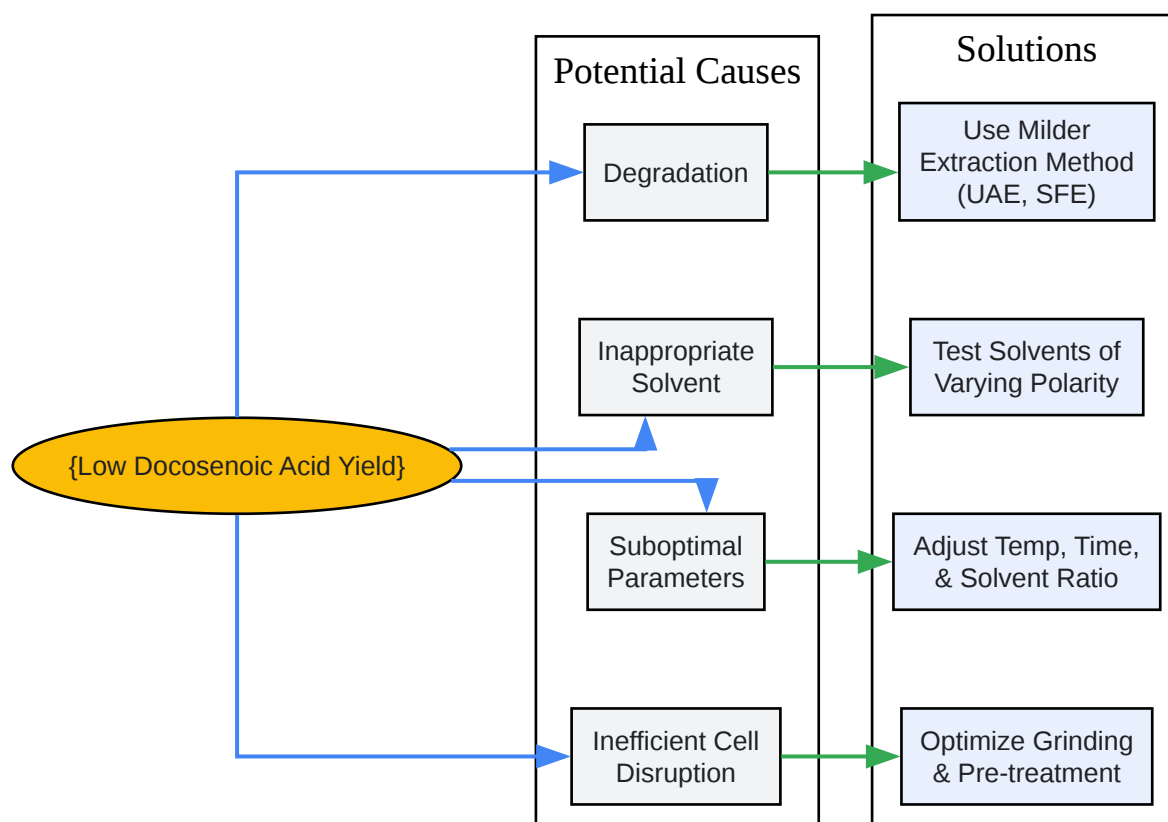 Potential Causes
Solutions
Degradation
Use Milder
Extraction Method
(UAE, SFE)
Inappropriate
Solvent
Test Solvents of
Varying Polarity
{Low Docosenoic Acid Yield}
Suboptimal
Parameters
Adjust Temp, Time,
& Solvent Ratio
Inefficient Cell
Disruption
Optimize Grinding
& Pre-treatment